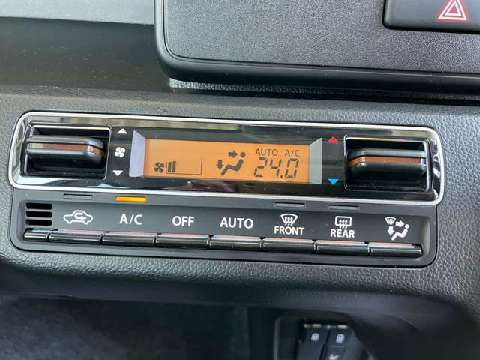 AUTO A/C
24.0
A/C OFF AUTO FRONT REAR